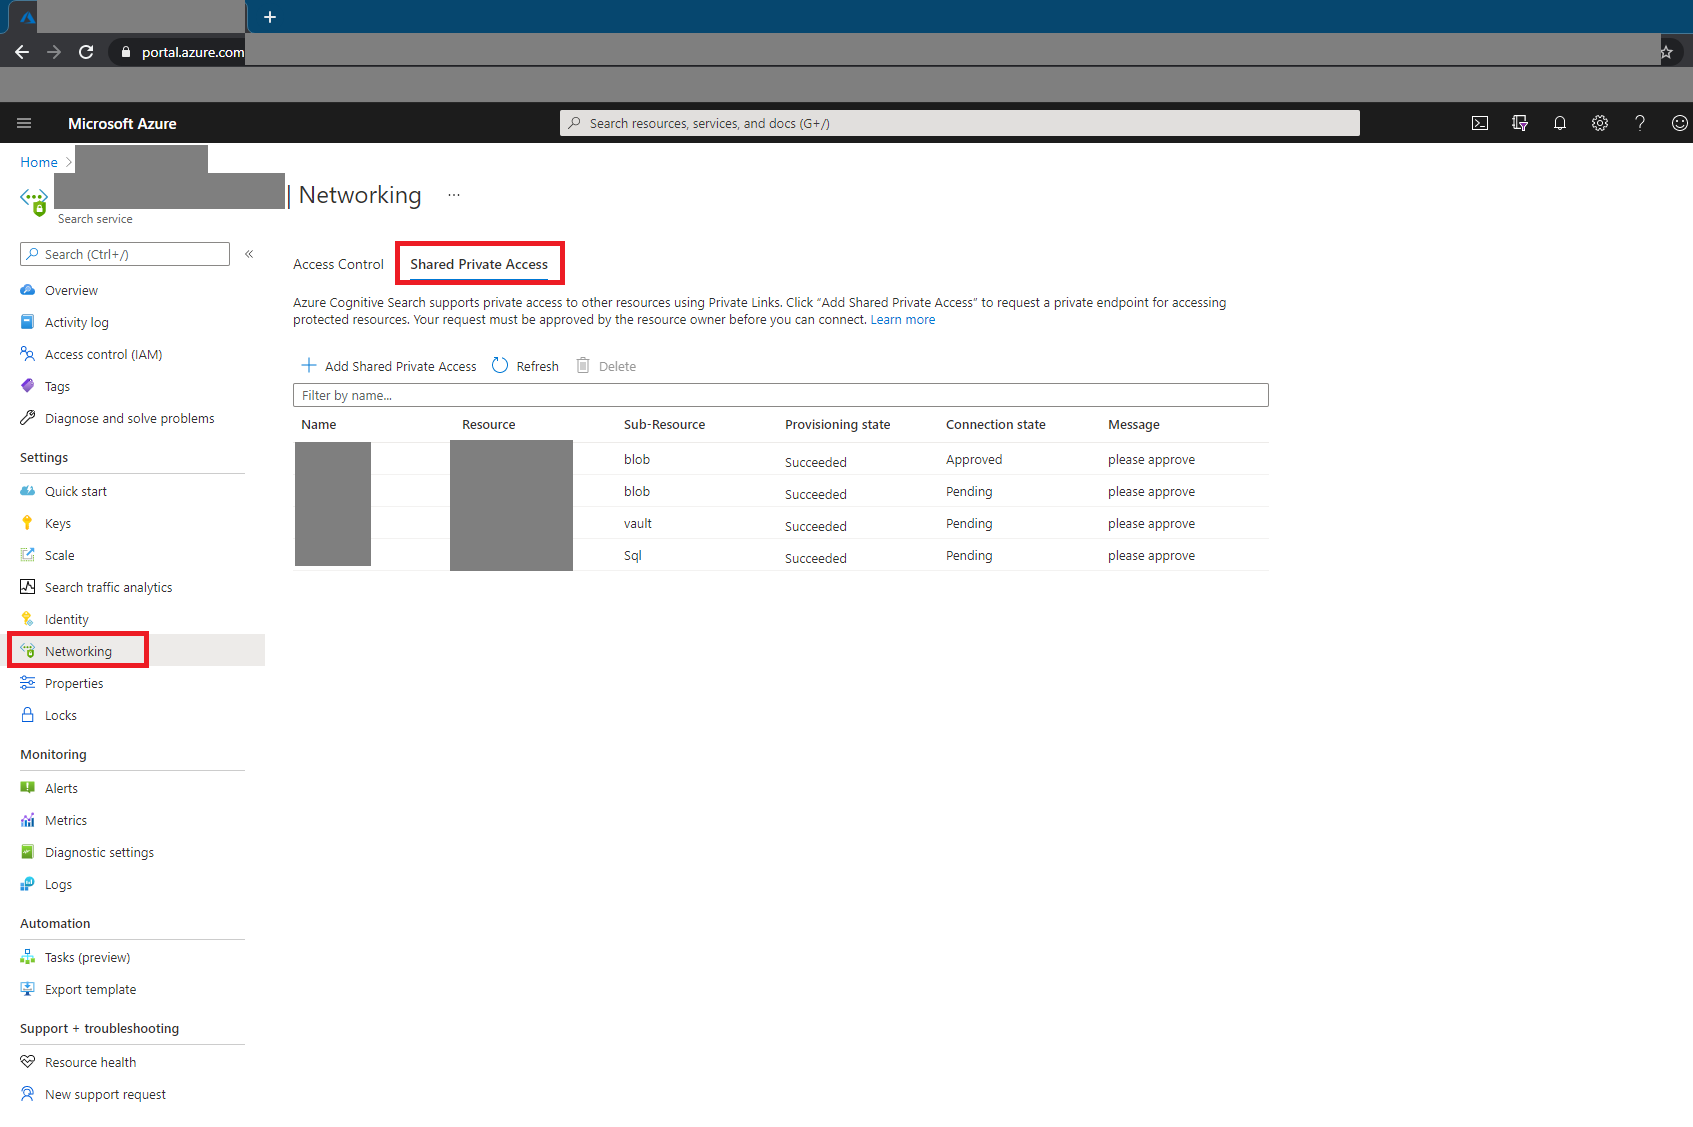 portal.azure.com
Microsoft Azure
Search resources, services, and docs (G+/)
Home >
| Networking ...
Search service
Search (Ctrl+/) «
Overview
Activity log
Access control (IAM)
Tags
Diagnose and solve problems
Settings
Quick start
Keys
Scale
Search traffic analytics
Identity
Networking
Properties
Locks
Monitoring
Alerts
Metrics
Diagnostic settings
Logs
Automation
Tasks (preview)
Export template
Support + troubleshooting
Resource health
New support request
Access Control Shared Private Access
Azure Cognitive Search supports private access to other resources using Private Links. Click “Add Shared Private Access” to request a private endpoint for accessing
protected resources. Your request must be approved by the resource owner before you can connect. Learn more
Add Shared Private Access Refresh Delete
Filter by name...
Name Resource Sub-Resource Provisioning state Connection state Message
blob Succeeded Approved please approve
blob Succeeded Pending please approve
vault Succeeded Pending please approve
Sql Succeeded Pending please approve